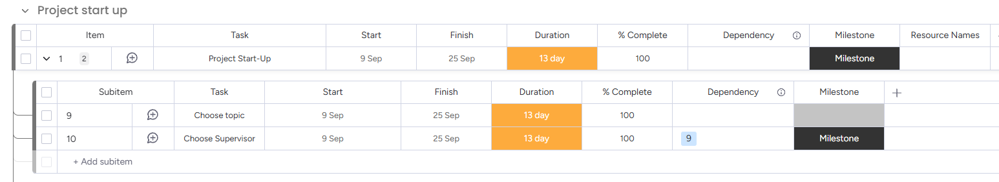 Project start up
Item Task Start Finish Duration % Complete Dependency Milestone Resource Names
1 2 Project Start-Up 9 Sep 25 Sep 13 day 100 Milestone
Subitem Task Start Finish Duration % Complete Dependency Milestone +
9 Choose topic 9 Sep 25 Sep 13 day 100
10 Choose Supervisor 9 Sep 25 Sep 13 day 100 9 Milestone
+ Add subitem